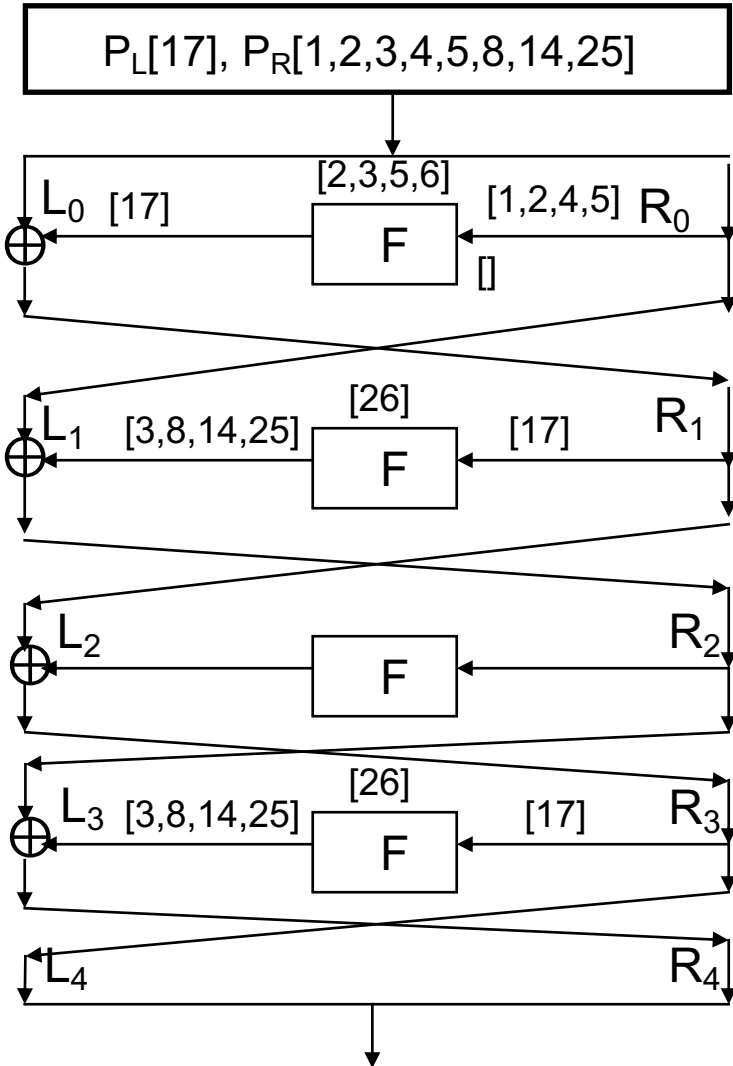 P_L[17], P_R[1,2,3,4,5,8,14,25]
[2,3,5,6]
L_0 [17] F [1,2,4,5] R_0
[]
[26]
L_1 [3,8,14,25] F [17] R_1
L_2 F R_2
[26]
L_3 [3,8,14,25] F [17] R_3
L_4 R_4